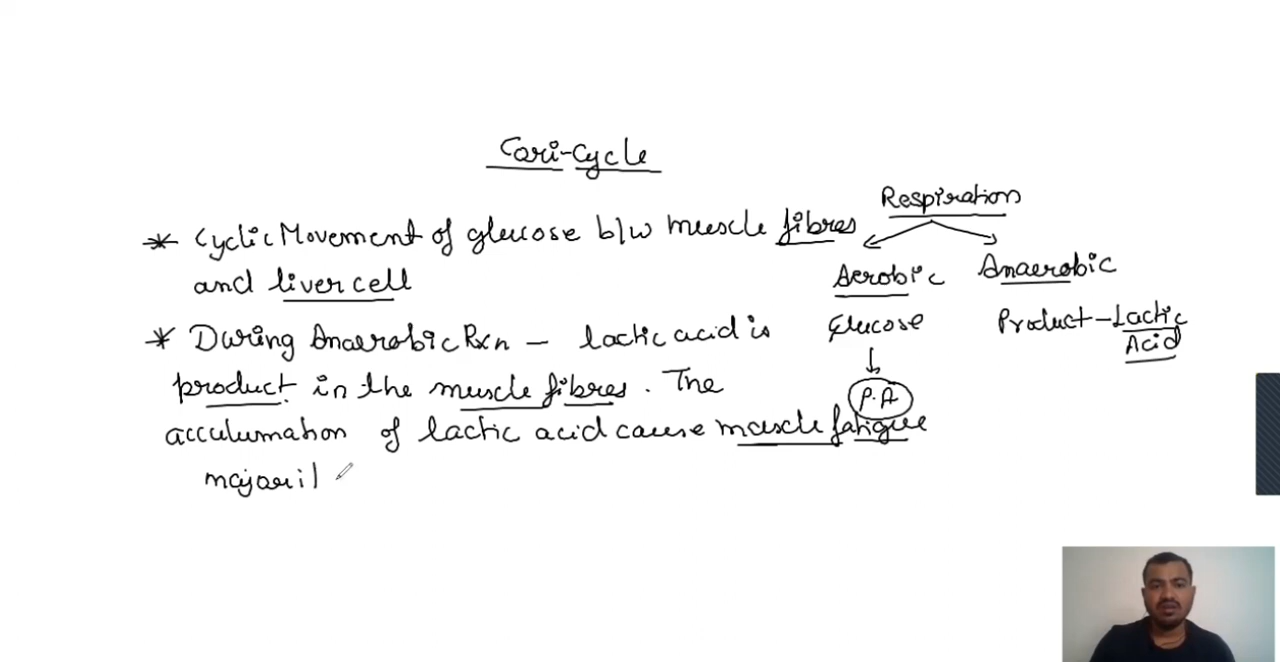 Cori-Cycle
* Cyclic Movement of glucose b/w muscle fibres
and liver cell
* During Anaerobic Rxn - lactic acid is
product in the muscle fibres. The
acculumation of lactic acid cause muscle fatigue
majoril
Respiration
Aerobic Anaerobic
Glucose Product - Lactic
Acid
P.A